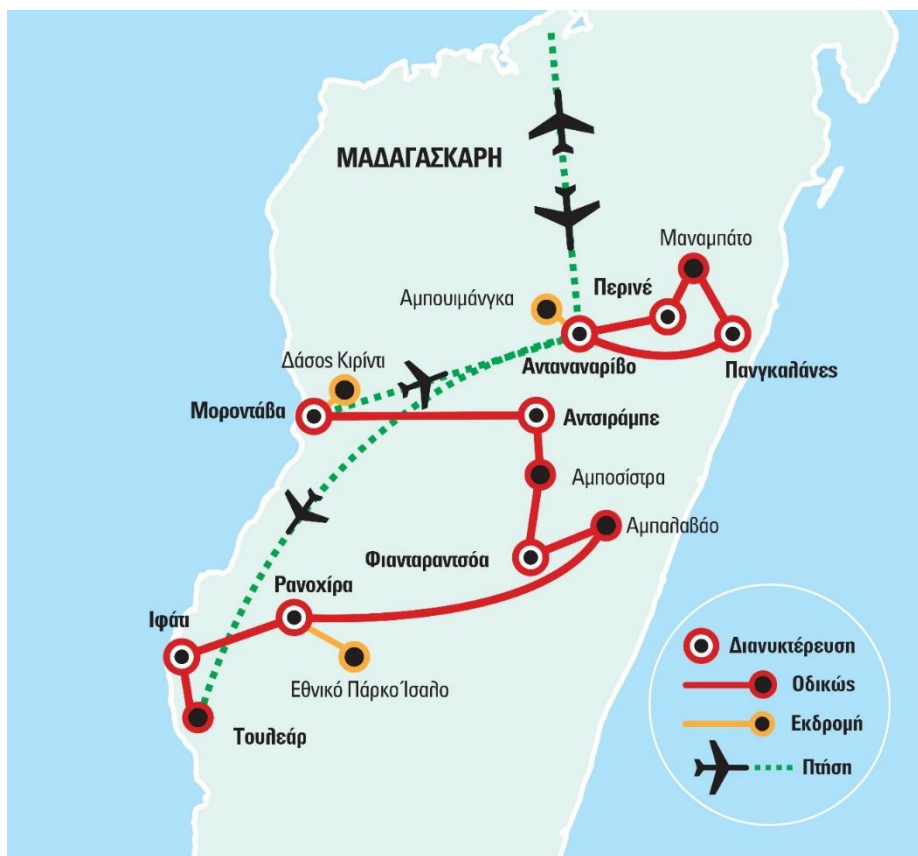 ΜΑΔΑΓΑΣΚΑΡΗ
Μαναμπάτο
Περινέ
Αμπουιμάνγκα
Ανταναναρίβο
Πανγκαλάνες
Δάσος Κιρίντι
Μοροντάβα
Αντσιράμπε
Αμποσίστρα
Αμπαλαβάο
Φιανταραντσόα
Ρανοχίρα
Ιφάτι
Εθνικό Πάρκο Ίσαλο
Τουλεάρ
Διανυκτέρευση
Οδικώς
Εκδρομή
Πτήση